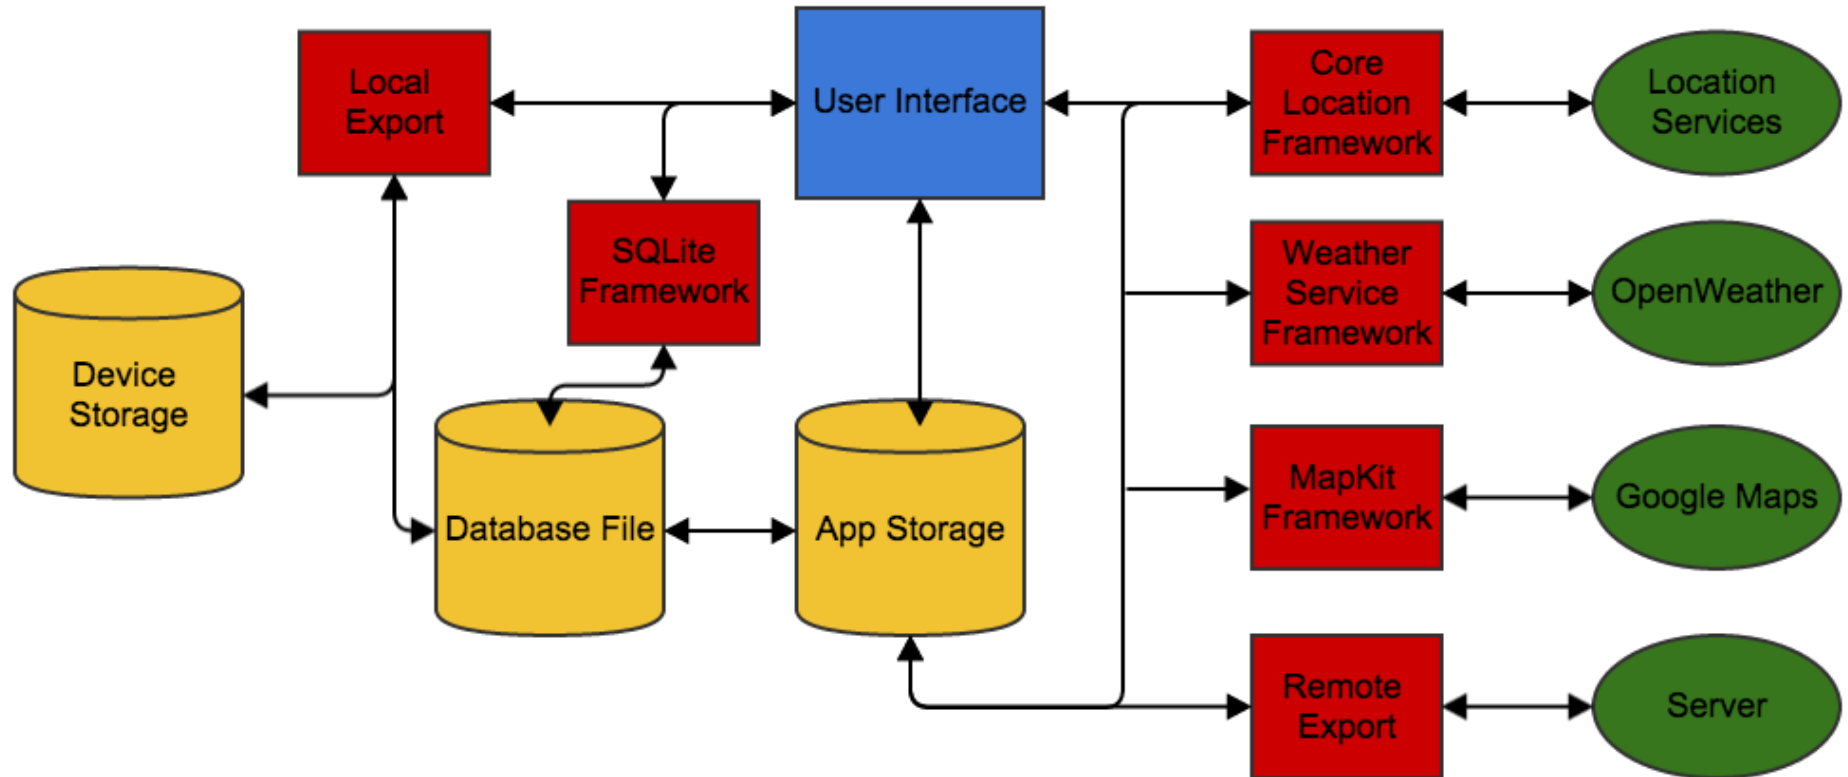 Local
Export
User Interface
Core
Location
Framework
Location
Services
SQLite
Framework
Weather
Service
Framework
OpenWeather
Device
Storage
Database File
App Storage
MapKit
Framework
Google Maps
Remote
Export
Server